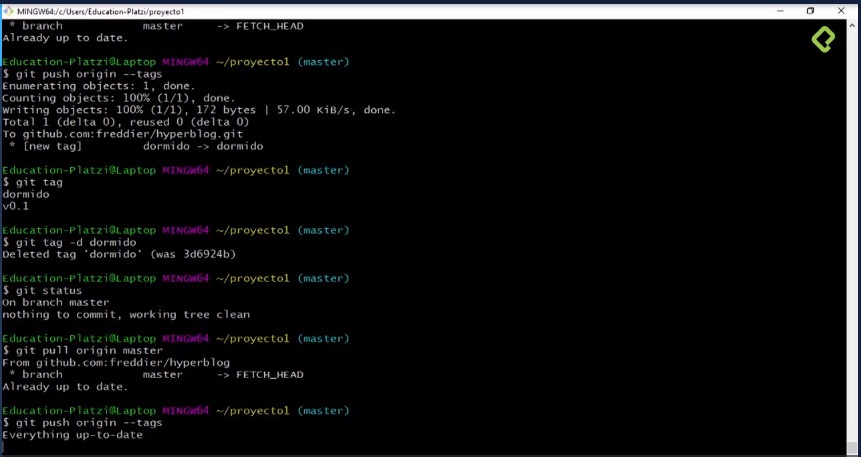 MINGW64:/c/Users/Education-Platzi/proyecto1
* branch master -> FETCH_HEAD
Already up to date.
Education-Platzi@Laptop MINGW64 ~/proyecto1 (master)
$ git push origin --tags
Enumerating objects: 1, done.
Counting objects: 100% (1/1), done.
Writing objects: 100% (1/1), 172 bytes | 57.00 KiB/s, done.
Total 1 (delta 0), reused 0 (delta 0)
To github.com:freddier/hyperblog.git
* [new tag] dormido -> dormido
Education-Platzi@Laptop MINGW64 ~/proyecto1 (master)
$ git tag
dormido
v0.1
Education-Platzi@Laptop MINGW64 ~/proyecto1 (master)
$ git tag -d dormido
Deleted tag 'dormido' (was 3d6924b)
Education-Platzi@Laptop MINGW64 ~/proyecto1 (master)
$ git status
On branch master
nothing to commit, working tree clean
Education-Platzi@Laptop MINGW64 ~/proyecto1 (master)
$ git pull origin master
From github.com:freddier/hyperblog
* branch master -> FETCH_HEAD
Already up to date.
Education-Platzi@Laptop MINGW64 ~/proyecto1 (master)
$ git push origin --tags
Everything up-to-date